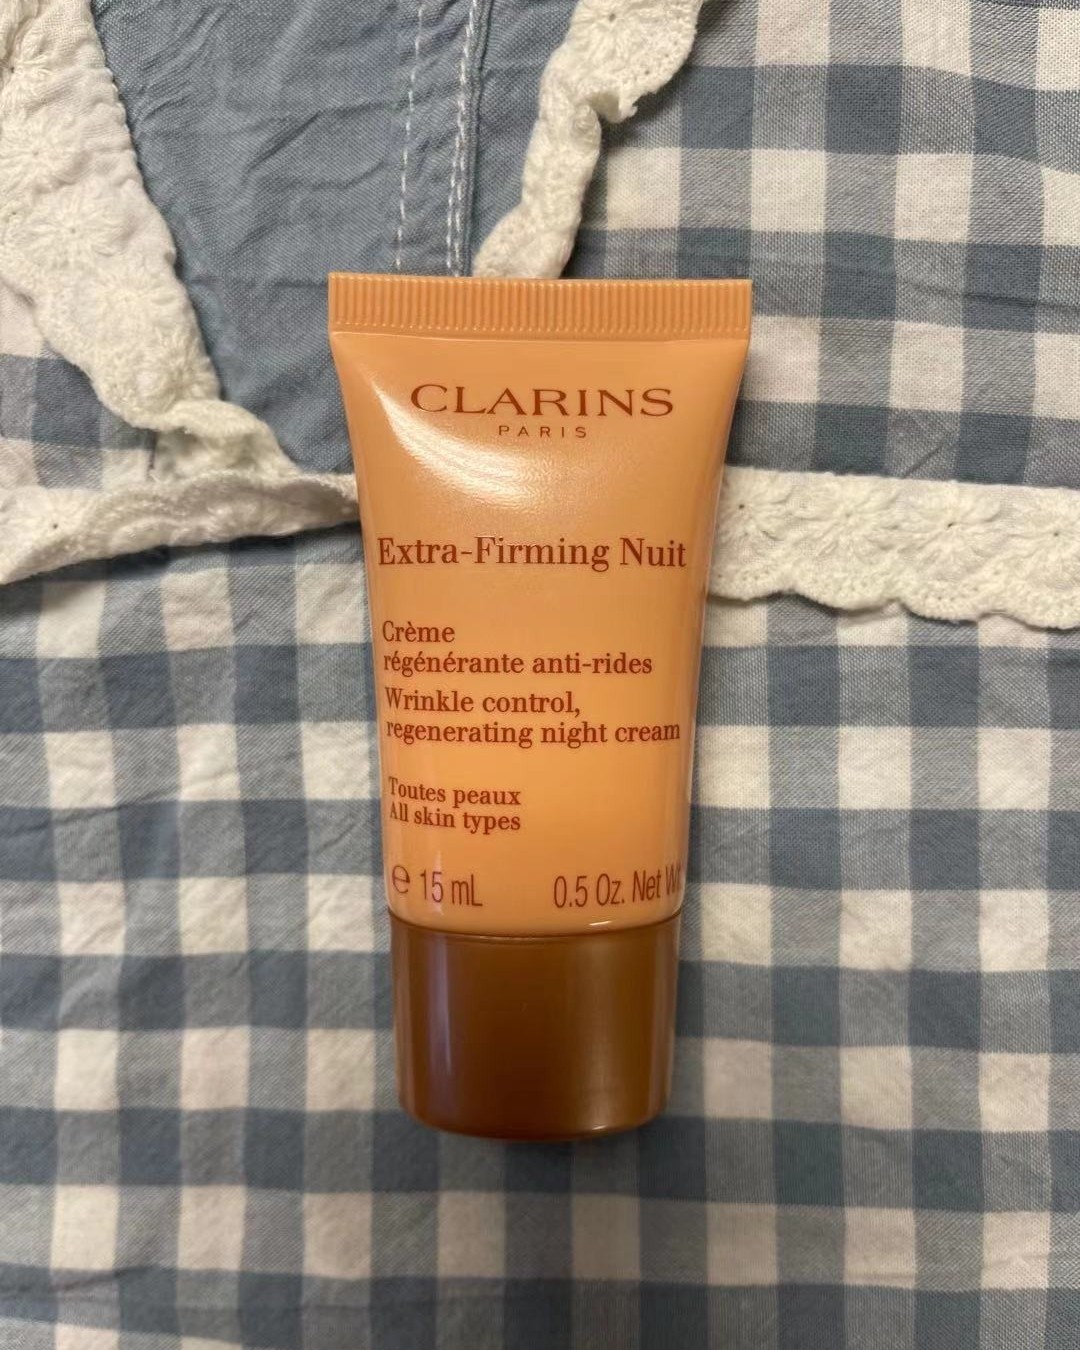 CLARINS
PARIS
Extra-Firming Nuit
Crème
régénérante anti-rides
Wrinkle control,
regenerating night cream
Toutes peaux
All skin types
℮ 15 mL 0.5 Oz. Net